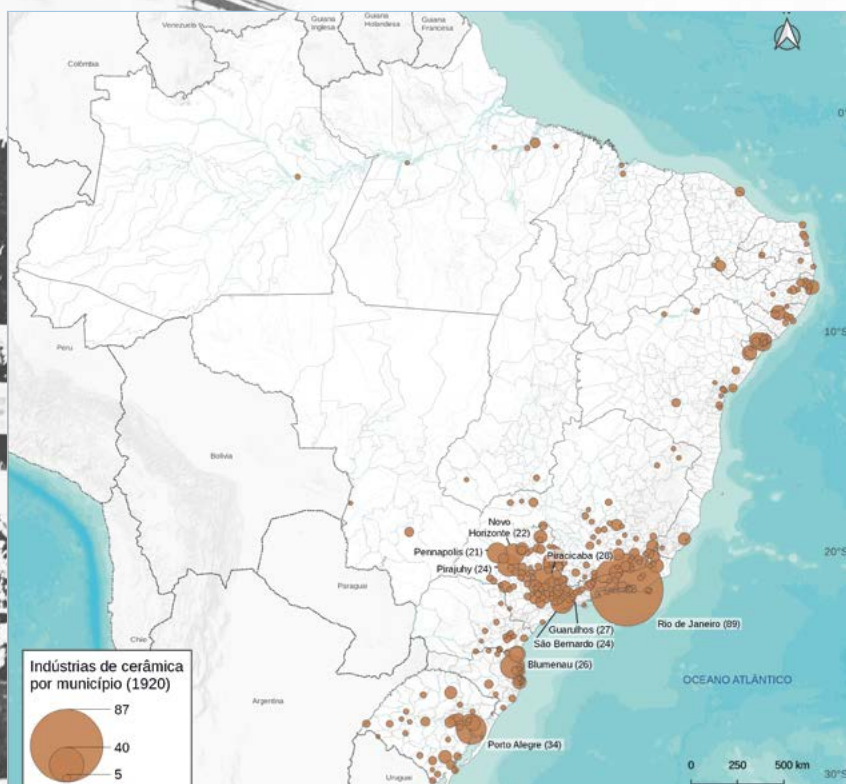 Venezuela
Guiana
Inglesa
Guiana
Holandesa
Guiana
Francesa
Colômbia
0°
10°S
Peru
Bolívia
Novo
Horizonte (22)
Pennapolis (21)
Piracicaba (28)
20°S
Pirajuhy (24)
Paraguai
Rio de Janeiro (89)
Guarulhos (27)
São Bernardo (24)
Chile
Blumenau (26)
OCEANO ATLÂNTICO
Indústrias de cerâmica
por município (1920)
87
40
5
Argentina
Porto Alegre (34)
Uruguai
0 250 500 km
30°S